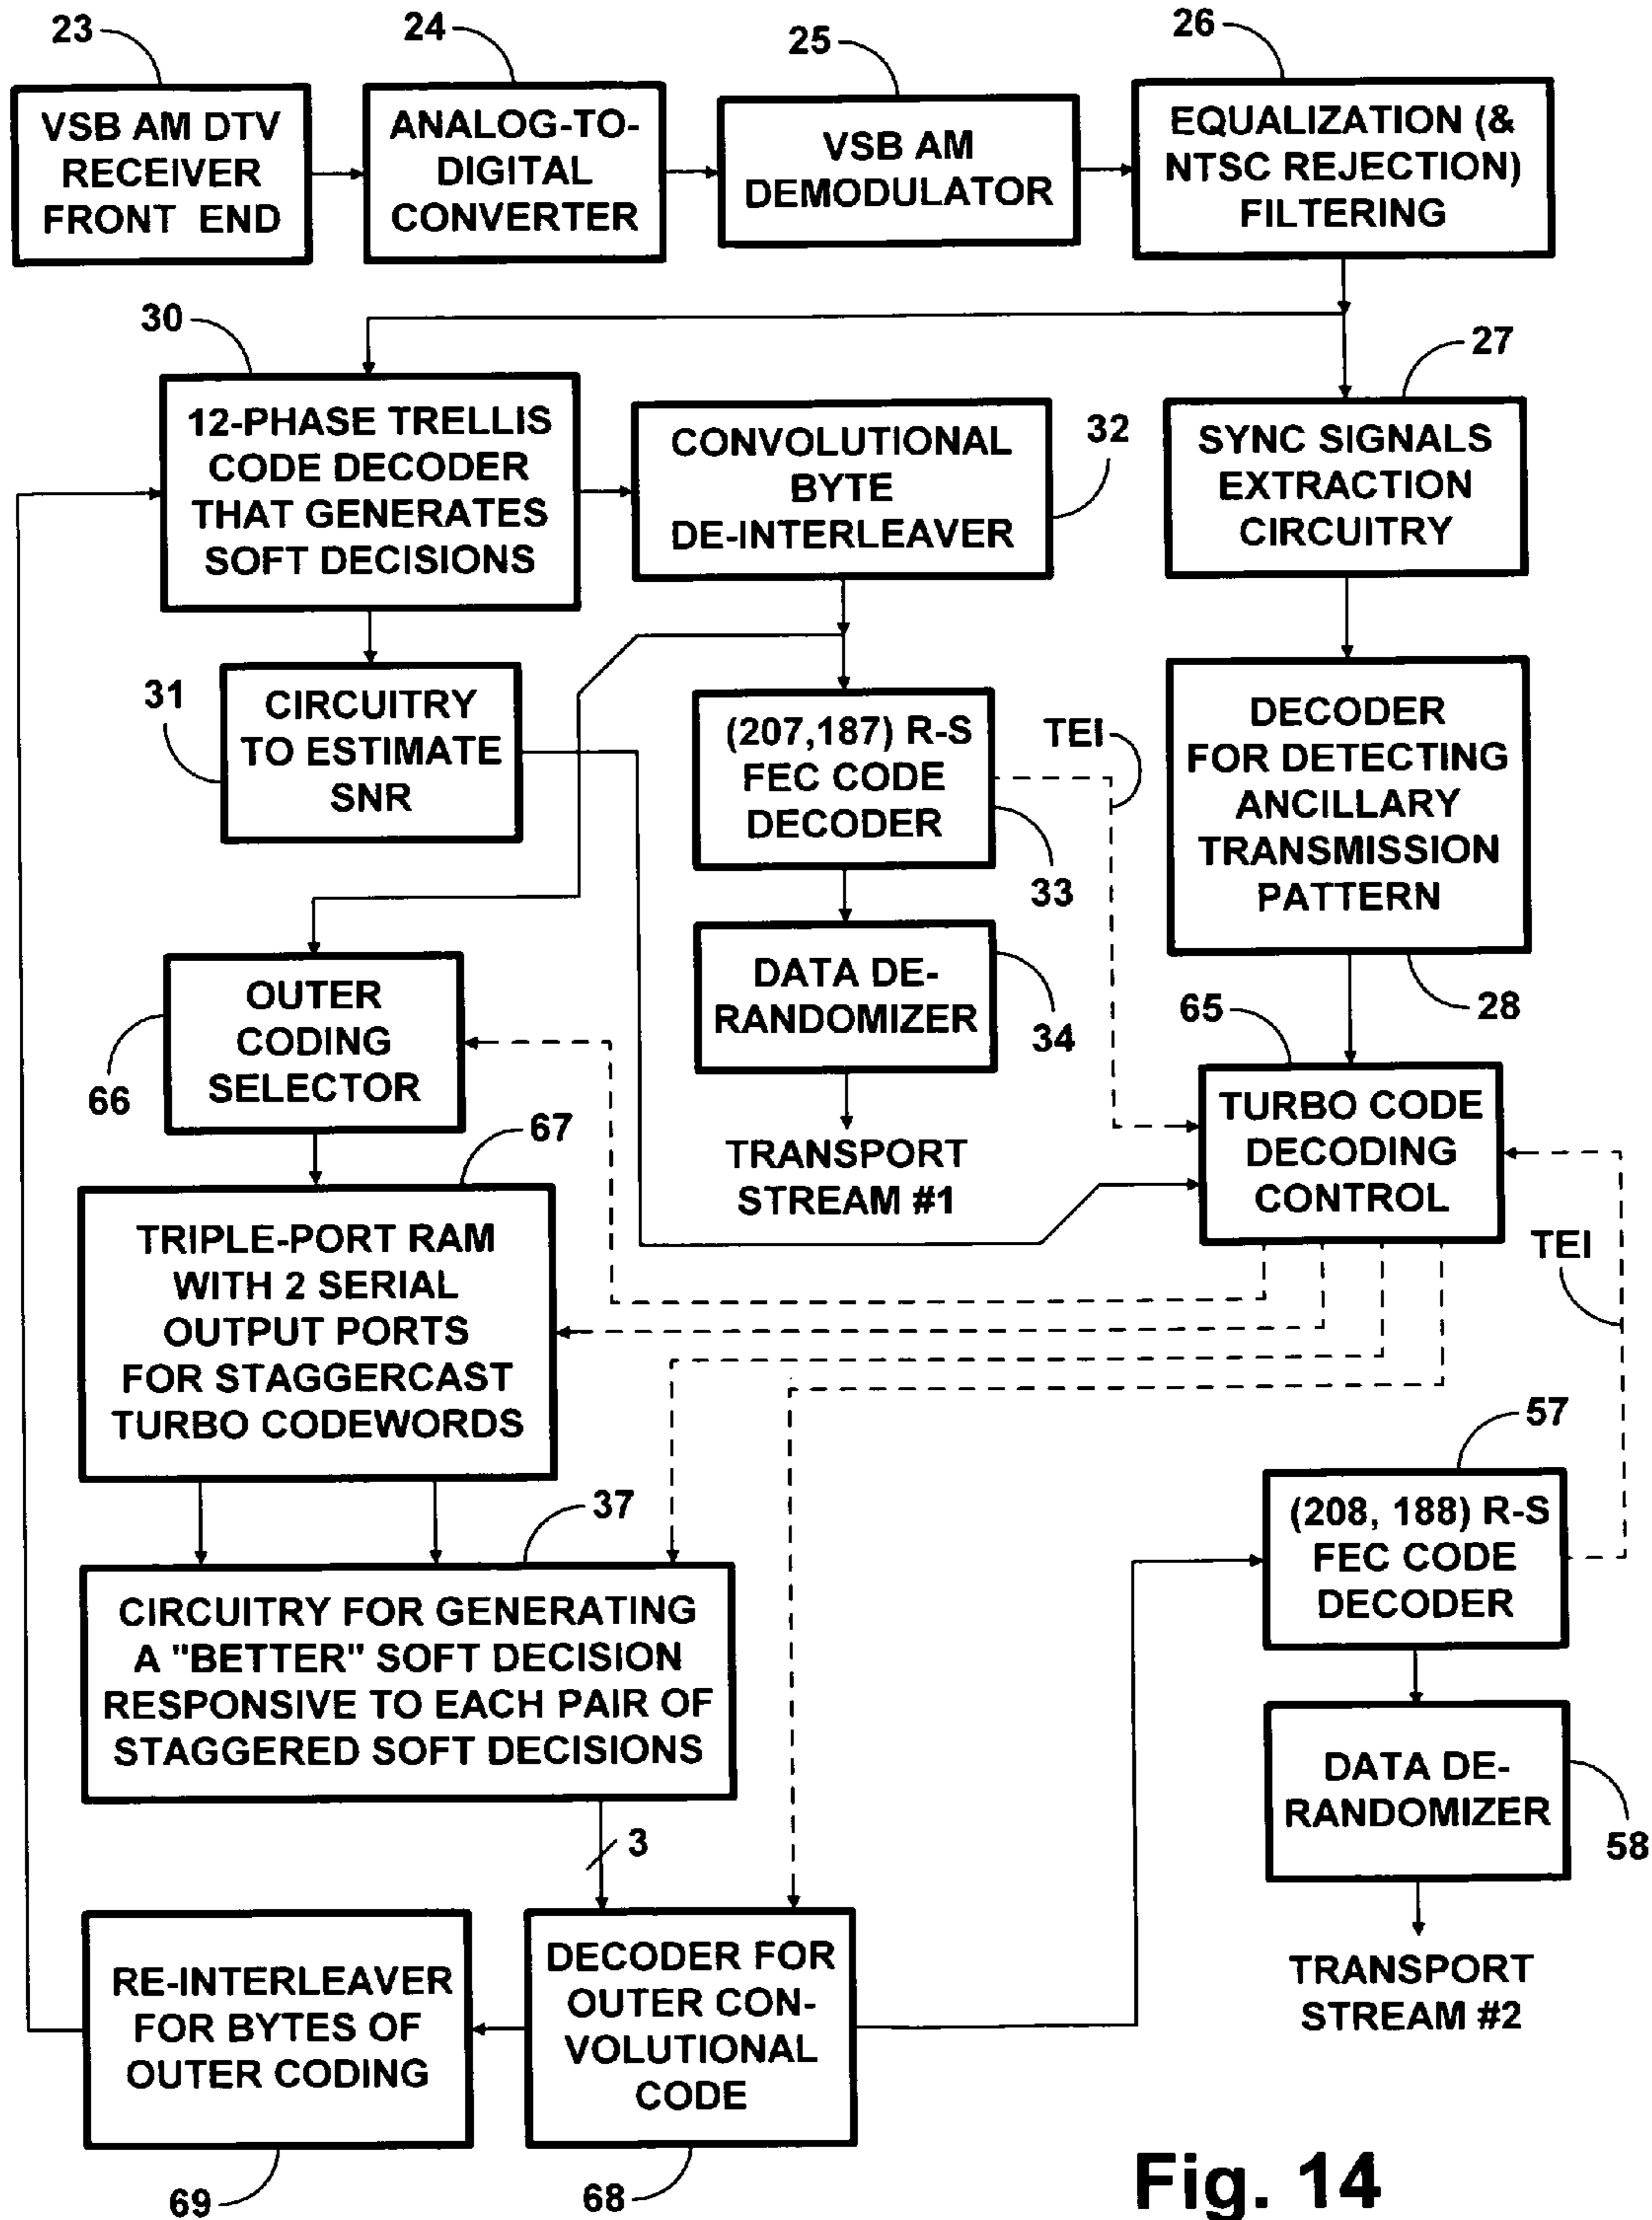 23
24
25
26
VSB AM DTV
RECEIVER
FRONT END
ANALOG-TO-
DIGITAL
CONVERTER
VSB AM
DEMODULATOR
EQUALIZATION (&
NTSC REJECTION)
FILTERING
30
27
12-PHASE TRELLIS
CODE DECODER
THAT GENERATES
SOFT DECISIONS
CONVOLUTIONAL
BYTE
DE-INTERLEAVER
32
SYNC SIGNALS
EXTRACTION
CIRCUITRY
31
CIRCUITRY
TO ESTIMATE
SNR
(207,187) R-S
FEC CODE
DECODER
33
TEI
DECODER
FOR DETECTING
ANCILLARY
TRANSMISSION
PATTERN
28
OUTER
CODING
SELECTOR
66
DATA DE-
RANDOMIZER
34
65
TRANSPORT
STREAM #1
TURBO CODE
DECODING
CONTROL
67
TRIPLE-PORT RAM
WITH 2 SERIAL
OUTPUT PORTS
FOR STAGGERCAST
TURBO CODEWORDS
TEI
37
57
CIRCUITRY FOR GENERATING
A "BETTER" SOFT DECISION
RESPONSIVE TO EACH PAIR OF
STAGGERED SOFT DECISIONS
(208, 188) R-S
FEC CODE
DECODER
3
DATA DE-
RANDOMIZER
58
RE-INTERLEAVER
FOR BYTES OF
OUTER CODING
69
DECODER FOR
OUTER CON-
VOLUTIONAL
CODE
68
TRANSPORT
STREAM #2
Fig. 14